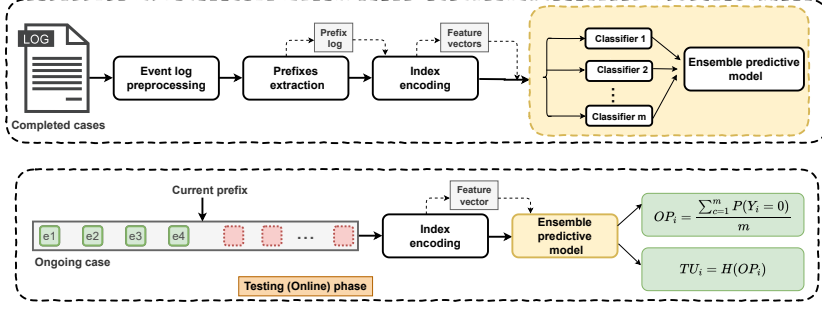 LOG
Completed cases
Event log
preprocessing
Prefixes
extraction
Prefix
log
Index
encoding
Feature
vectors
Classifier 1
Classifier 2
Classifier m
Ensemble predictive
model
Current prefix
e1 e2 e3 e4 ...
Ongoing case
Index
encoding
Feature
vector
Ensemble
predictive
model
OP_i = \frac{\sum_{c=1}^{m} P(Y_i = 0)}{m}
TU_i = H(OP_i)
Testing (Online) phase